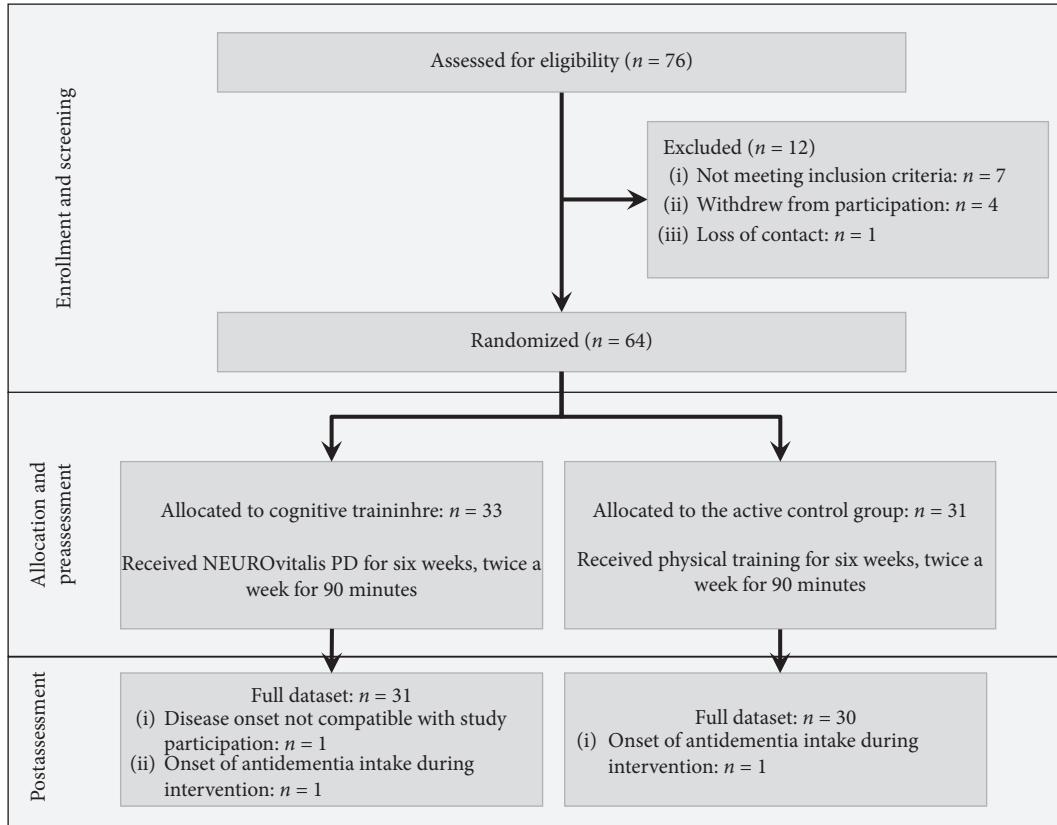 Enrollment and screening
Assessed for eligibility (n = 76)
Excluded (n = 12)
(i) Not meeting inclusion criteria: n = 7
(ii) Withdrew from participation: n = 4
(iii) Loss of contact: n = 1
Randomized (n = 64)
Allocation and
preassessment
Allocated to cognitive traininhre: n = 33
Received NEUROvitalis PD for six weeks, twice a
week for 90 minutes
Allocated to the active control group: n = 31
Received physical training for six weeks, twice a
week for 90 minutes
Postassessment
Full dataset: n = 31
(i) Disease onset not compatible with study
participation: n = 1
(ii) Onset of antidementia intake during
intervention: n = 1
Full dataset: n = 30
(i) Onset of antidementia intake during
intervention: n = 1